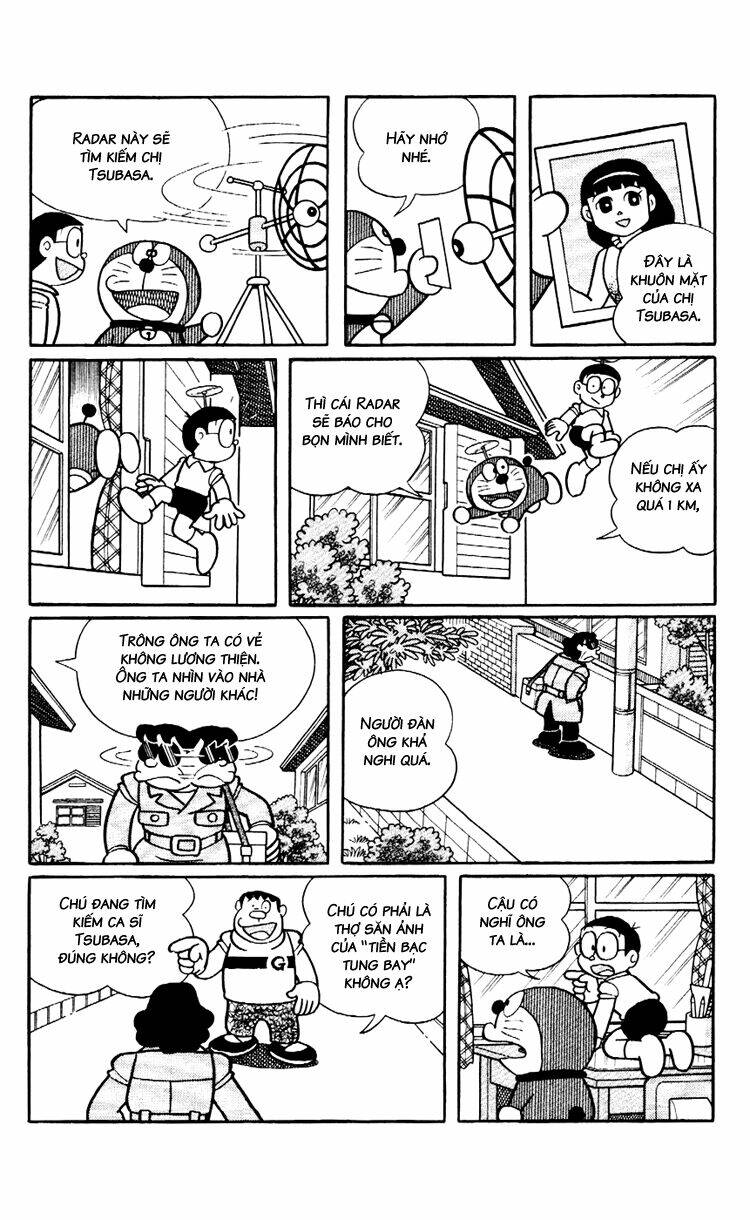 ĐÂY LÀ
KHUÔN MẶT
CỦA CHỊ
TSUBASA.
HÃY NHỚ
NHÉ.
RADAR NÀY SẼ
TÌM KIẾM CHỊ
TSUBASA.
NẾU CHỊ ẤY
KHÔNG XA
QUÁ 1 KM,
THÌ CÁI RADAR
SẼ BÁO CHO
BỌN MÌNH BIẾT.
NGƯỜI ĐÀN
ÔNG KHẢ
NGHI QUÁ.
TRÔNG ÔNG TA CÓ VẺ
KHÔNG LƯƠNG THIỆN.
ÔNG TA NHÌN VÀO NHÀ
NHỮNG NGƯỜI KHÁC!
CẬU CÓ
NGHĨ ÔNG
TA LÀ...
CHÚ CÓ PHẢI LÀ
THỢ SĂN ẢNH
CỦA "TIỀN BẠC
TUNG BAY"
KHÔNG Ạ?
CHÚ ĐANG TÌM
KIẾM CA SĨ
TSUBASA,
ĐÚNG KHÔNG?
G